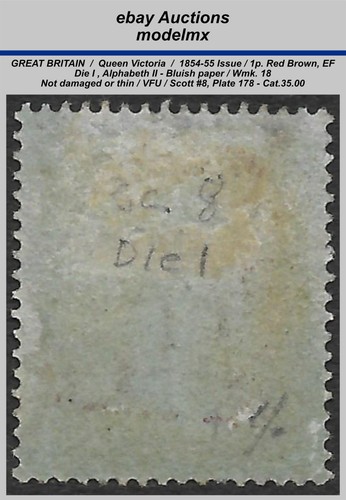 ebay Auctions
modelmx
GREAT BRITAIN / Queen Victoria / 1854-55 Issue / 1p. Red Brown, EF
Die I , Alphabeth II - Bluish paper / Wmk. 18
Not damaged or thin / VFU / Scott #8, Plate 178 - Cat.35.00
Sc. 8
Die 1